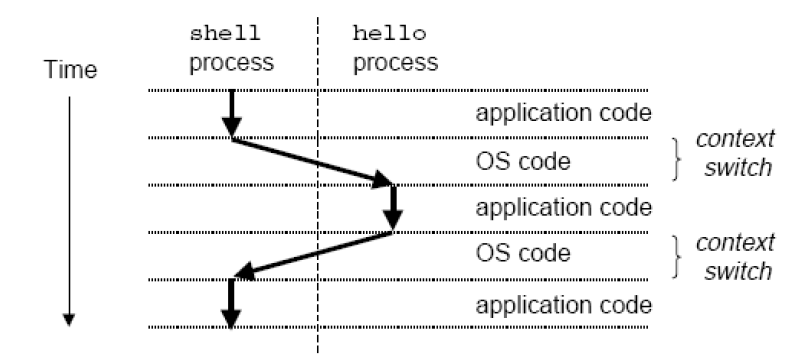 shell
process
hello
process
Time
application code
OS code
context
switch
application code
OS code
context
switch
application code